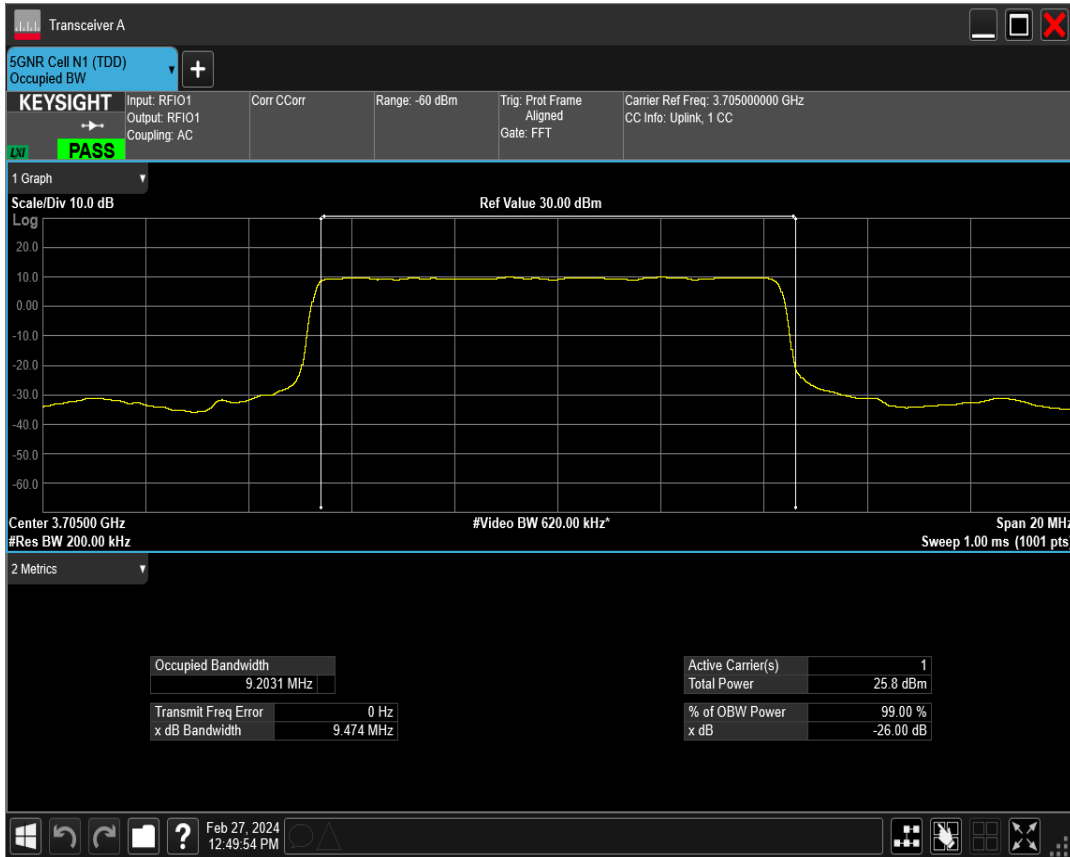 Transceiver A
5GNR Cell N1 (TDD)
Occupied BW
KEYSIGHT
LXI
PASS
Input: RFIO1
Output: RFIO1
Coupling: AC
Corr CCorr
Range: -60 dBm
Trig: Prot Frame
Aligned
Gate: FFT
Carrier Ref Freq: 3.705000000 GHz
CC Info: Uplink, 1 CC
1 Graph
Scale/Div 10.0 dB
Ref Value 30.00 dBm
Log
20.0
10.0
0.00
-10.0
-20.0
-30.0
-40.0
-50.0
-60.0
Center 3.70500 GHz
#Video BW 620.00 kHz*
Span 20 MHz
#Res BW 200.00 kHz
Sweep 1.00 ms (1001 pts)
2 Metrics
Occupied Bandwidth
9.2031 MHz
Transmit Freq Error 0 Hz
x dB Bandwidth 9.474 MHz
Active Carrier(s) 1
Total Power 25.8 dBm
% of OBW Power 99.00 %
x dB -26.00 dB
?
Feb 27, 2024
12:49:54 PM